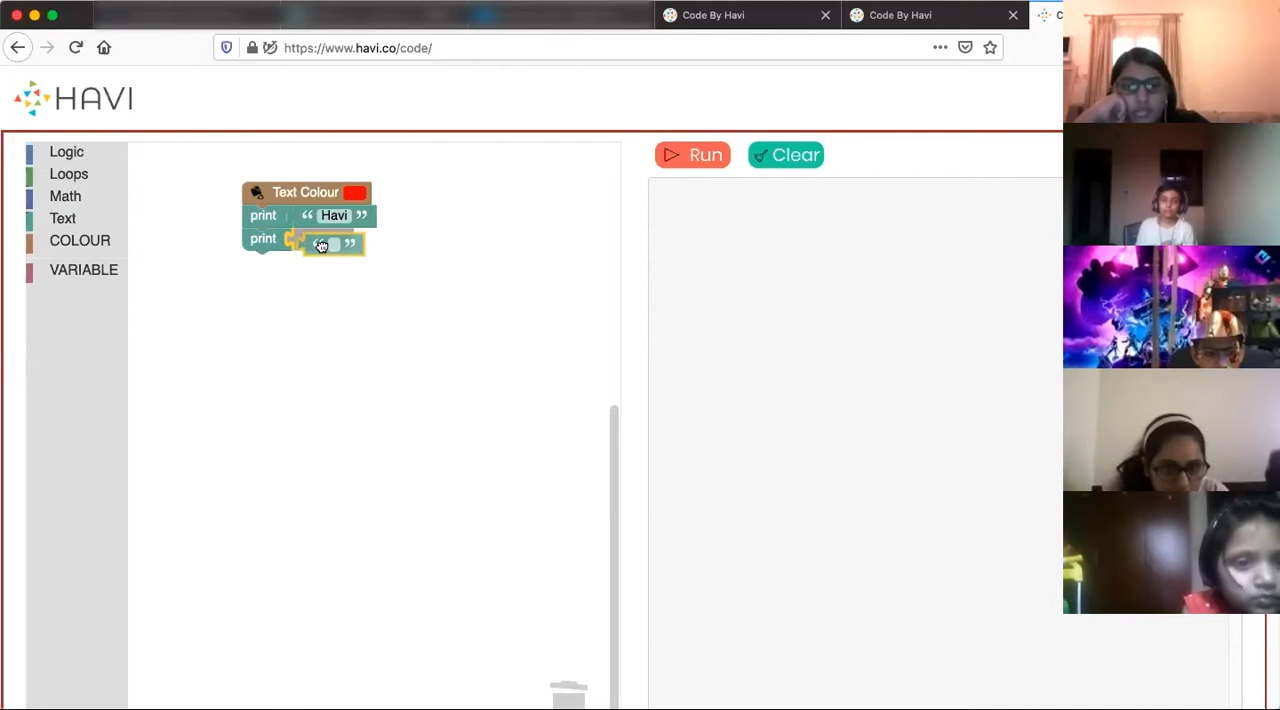 Code By Havi
Code By Havi
https://www.havi.co/code/
HAVI
Logic
Loops
Math
Text
COLOUR
VARIABLE
Text Colour
print “ Havi ”
print “ ”
Run
Clear